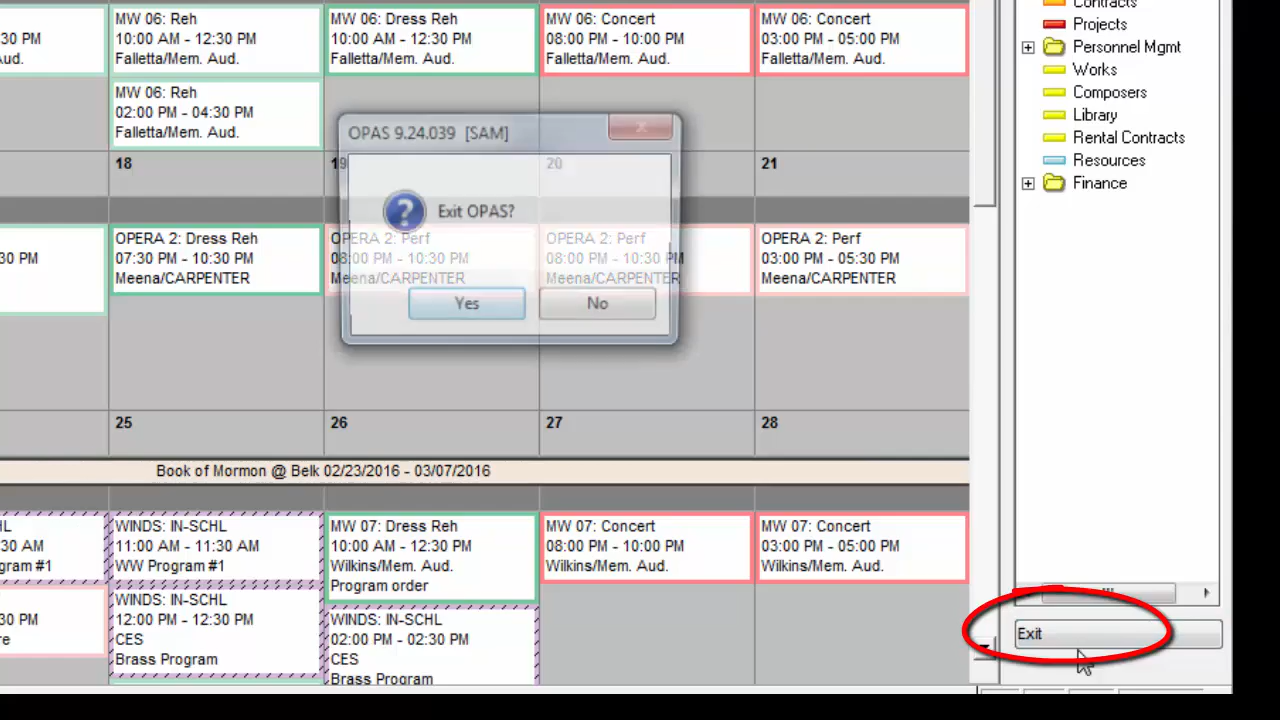 MW 06: Reh
MW 06: Dress Reh
MW 06: Concert
MW 06: Concert
30 PM
10:00 AM - 12:30 PM
10:00 AM - 12:30 PM
08:00 PM - 10:00 PM
03:00 PM - 05:00 PM
ud.
Falletta/Mem. Aud.
Falletta/Mem. Aud.
Falletta/Mem. Aud.
Falletta/Mem. Aud.
MW 06: Reh
02:00 PM - 04:30 PM
Falletta/Mem. Aud.
18
19
20
21
OPERA 2: Dress Reh
OPERA 2: Perf
OPERA 2: Perf
OPERA 2: Perf
30 PM
07:30 PM - 10:30 PM
08:00 PM - 10:30 PM
08:00 PM - 10:30 PM
03:00 PM - 05:30 PM
Meena/CARPENTER
Meena/CARPENTER
Meena/CARPENTER
Meena/CARPENTER
OPAS 9.24.039 [SAM]
Exit OPAS?
Yes
No
25
26
27
28
Book of Mormon @ Belk 02/23/2016 - 03/07/2016
HL
WINDS: IN-SCHL
MW 07: Dress Reh
MW 07: Concert
MW 07: Concert
30 AM
11:00 AM - 11:30 AM
10:00 AM - 12:30 PM
08:00 PM - 10:00 PM
03:00 PM - 05:00 PM
gram #1
WW Program #1
Wilkins/Mem. Aud.
Wilkins/Mem. Aud.
Wilkins/Mem. Aud.
Program order
WINDS: IN-SCHL
30 PM
12:00 PM - 12:30 PM
re
CES
Brass Program
WINDS: IN-SCHL
02:00 PM - 02:30 PM
CES
Brass Program
Contracts
Projects
Personnel Mgmt
Works
Composers
Library
Rental Contracts
Resources
Finance
Exit